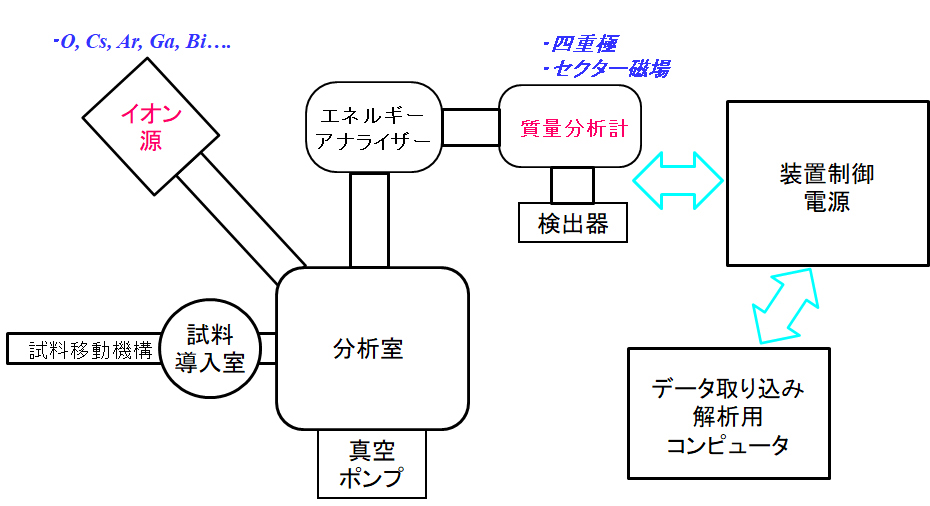 ・O, Cs, Ar, Ga, Bi….
・四重極
・セクター磁場
イオン
源
エネルギー
アナライザー
質量分析計
装置制御
電源
検出器
試料
導入室
試料移動機構
分析室
データ取り込み
解析用
コンピュータ
真空
ポンプ